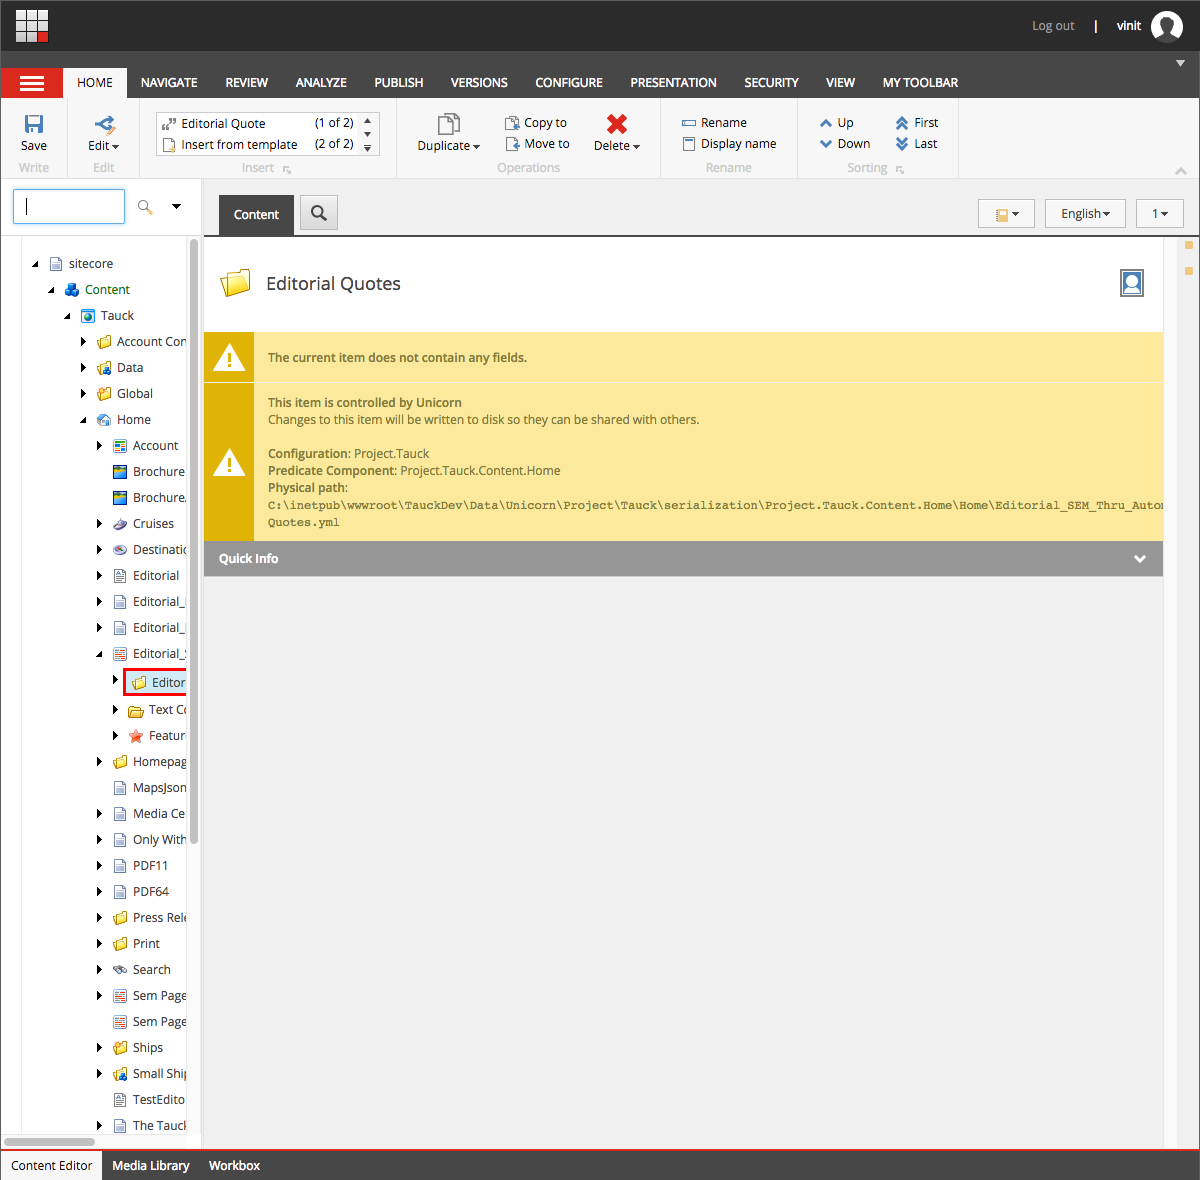 Log out | vinit
HOME NAVIGATE REVIEW ANALYZE PUBLISH VERSIONS CONFIGURE PRESENTATION SECURITY VIEW MY TOOLBAR
Save
Write
Edit
Edit
Editorial Quote (1 of 2)
Insert from template (2 of 2)
Insert
Duplicate
Copy to
Move to
Delete
Operations
Rename
Display name
Rename
Up
Down
First
Last
Sorting
Content
English
1
sitecore
Content
Tauck
Account Con
Data
Global
Home
Account
Brochure
Brochure
Cruises
Destinatio
Editorial
Editorial_
Editorial_
Editorial_S
Editor
Text Co
Featur
Homepag
MapsJson
Media Ce
Only With
PDF11
PDF64
Press Rele
Print
Search
Sem Page
Sem Page
Ships
Small Ship
TestEdito
The Tauck
Editorial Quotes
The current item does not contain any fields.
This item is controlled by Unicorn
Changes to this item will be written to disk so they can be shared with others.
Configuration: Project.Tauck
Predicate Component: Project.Tauck.Content.Home
Physical path:
C:\inetpub\wwwroot\TauckDev\Data\Unicorn\Project\Tauck\serialization\Project.Tauck.Content.Home\Home\Editorial_SEM_Thru_Autom
Quotes.yml
Quick Info
Content Editor Media Library Workbox